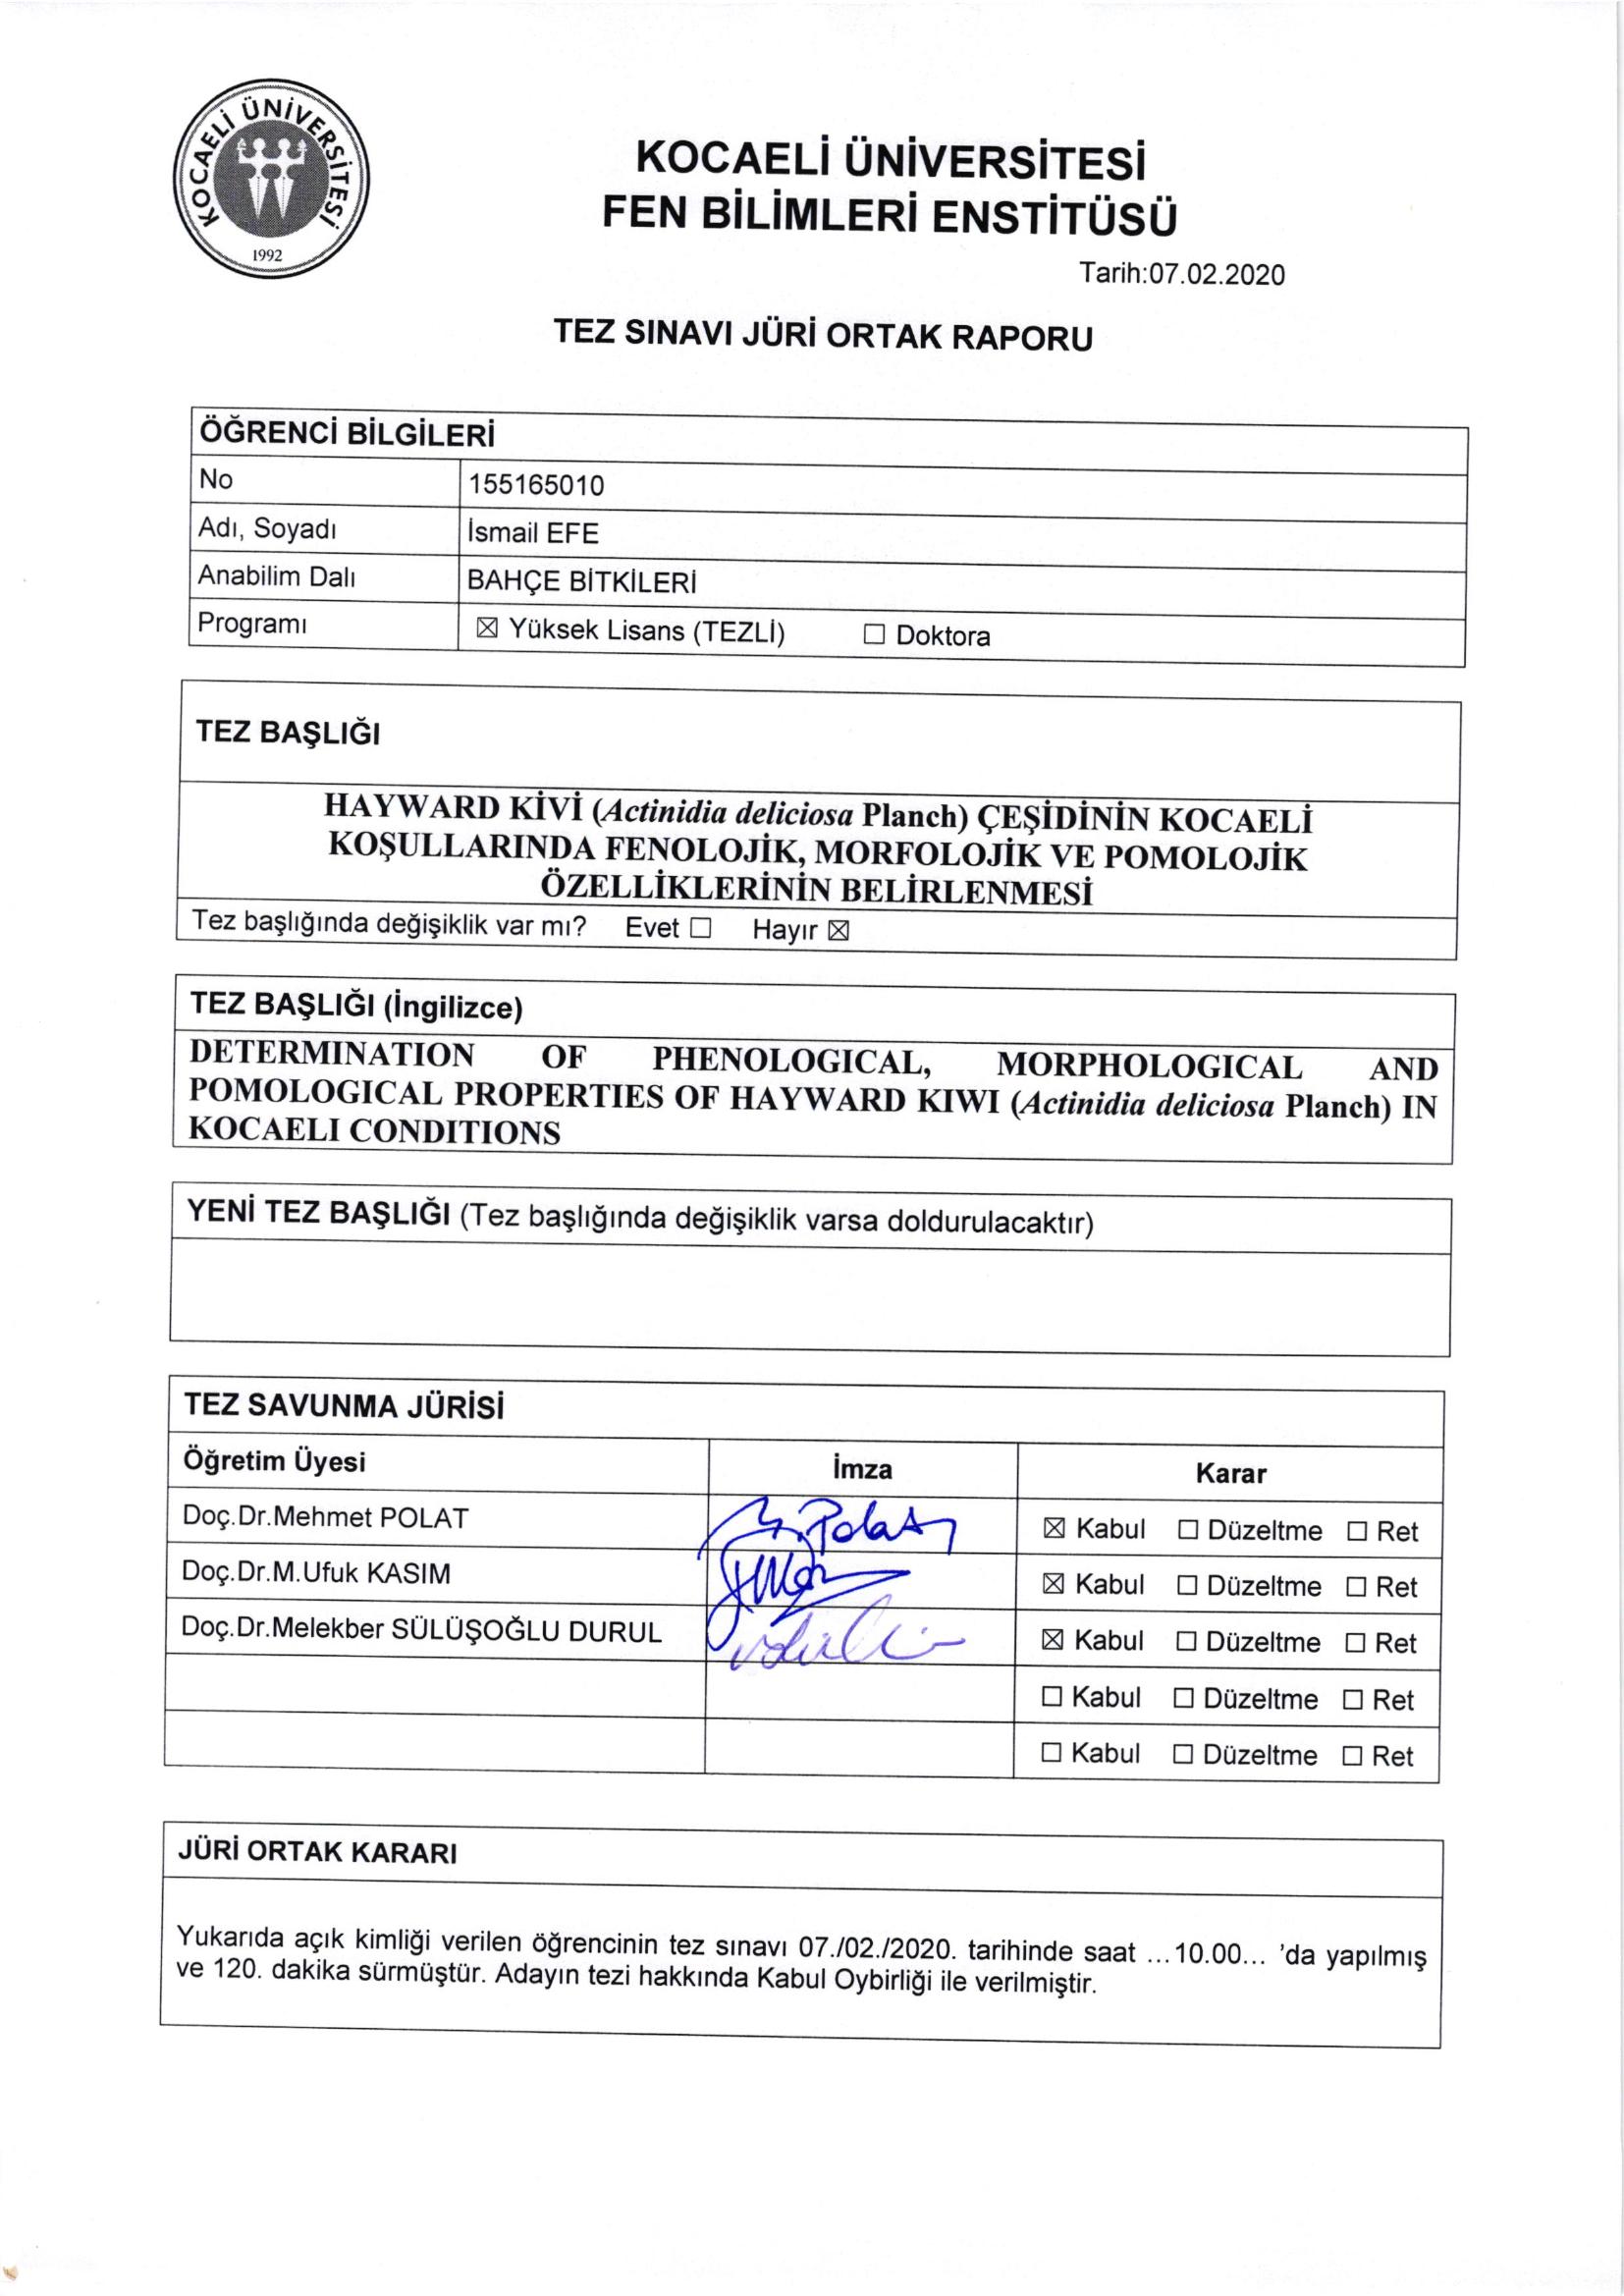 KOCAELİ ÜNİVERSİTESİ
1992
KOCAELİ ÜNİVERSİTESİ
FEN BİLİMLERİ ENSTİTÜSÜ
Tarih:07.02.2020
TEZ SINAVI JÜRİ ORTAK RAPORU
ÖĞRENCİ BİLGİLERİ
No 155165010
Adı, Soyadı İsmail EFE
Anabilim Dalı BAHÇE BİTKİLERİ
Programı ☒ Yüksek Lisans (TEZLİ) ☐ Doktora
TEZ BAŞLIĞI
HAYWARD KİVİ (Actinidia deliciosa Planch) ÇEŞİDİNİN KOCAELİ
KOŞULLARINDA FENOLOJİK, MORFOLOJİK VE POMOLOJİK
ÖZELLİKLERİNİN BELİRLENMESİ
Tez başlığında değişiklik var mı? Evet ☐ Hayır ☒
TEZ BAŞLIĞI (İngilizce)
DETERMINATION OF PHENOLOGICAL, MORPHOLOGICAL AND
POMOLOGICAL PROPERTIES OF HAYWARD KIWI (Actinidia deliciosa Planch) IN
KOCAELI CONDITIONS
YENİ TEZ BAŞLIĞI (Tez başlığında değişiklik varsa doldurulacaktır)
TEZ SAVUNMA JÜRİSİ
Öğretim Üyesi İmza Karar
Doç.Dr.Mehmet POLAT M.Polat ☒ Kabul ☐ Düzeltme ☐ Ret
Doç.Dr.M.Ufuk KASIM ☒ Kabul ☐ Düzeltme ☐ Ret
Doç.Dr.Melekber SÜLÜŞOĞLU DURUL ☒ Kabul ☐ Düzeltme ☐ Ret
☐ Kabul ☐ Düzeltme ☐ Ret
☐ Kabul ☐ Düzeltme ☐ Ret
JÜRİ ORTAK KARARI
Yukarıda açık kimliği verilen öğrencinin tez sınavı 07./02./2020. tarihinde saat ...10.00... 'da yapılmış
ve 120. dakika sürmüştür. Adayın tezi hakkında Kabul Oybirliği ile verilmiştir.